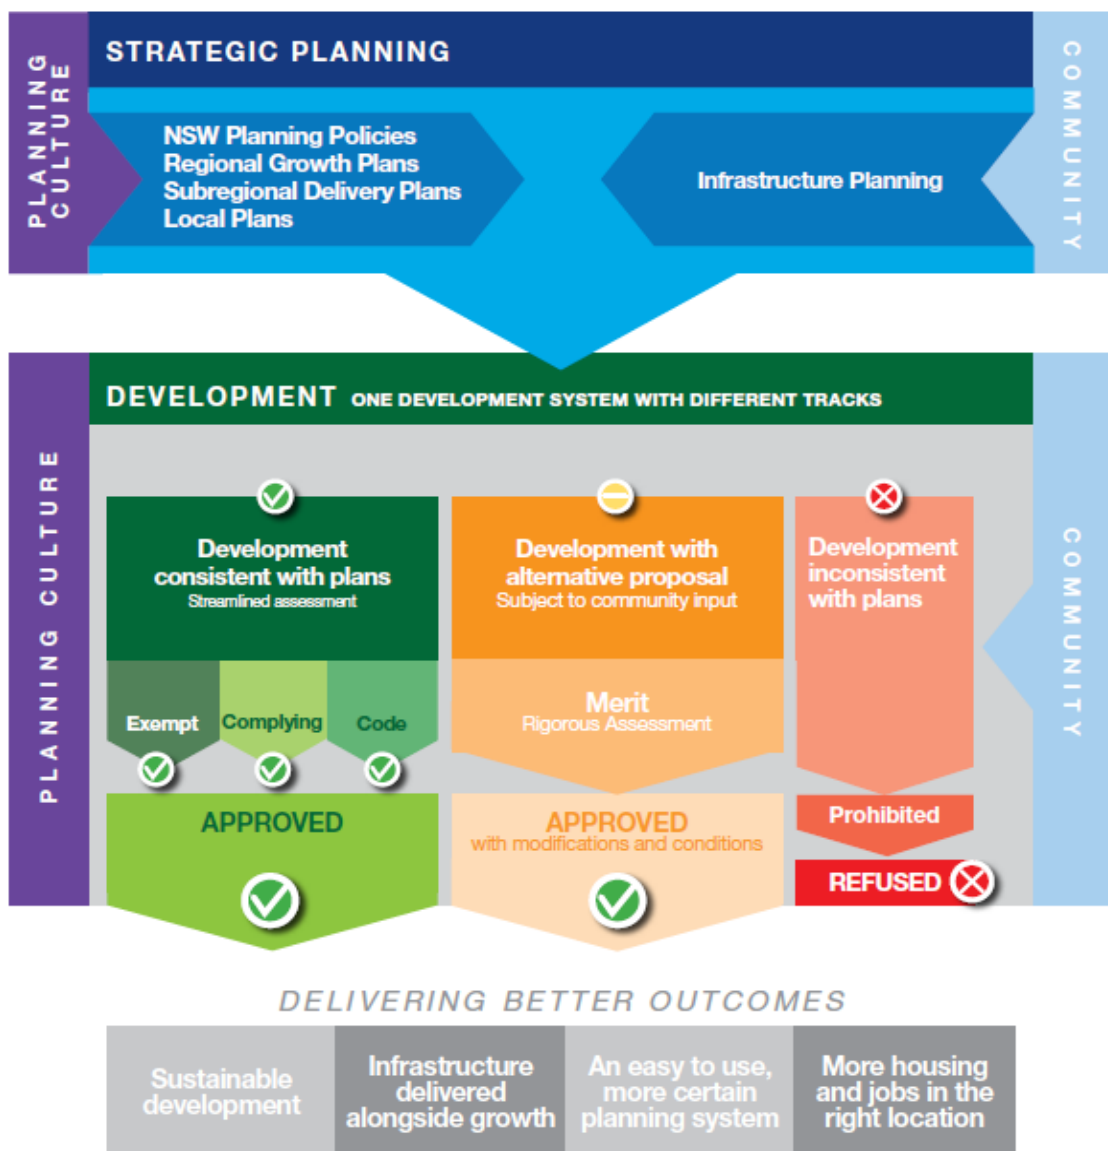 PLANNING
CULTURE
STRATEGIC PLANNING
NSW Planning Policies
Regional Growth Plans
Subregional Delivery Plans
Local Plans
Infrastructure Planning
COMMUNITY
PLANNING CULTURE
DEVELOPMENT ONE DEVELOPMENT SYSTEM WITH DIFFERENT TRACKS
Development
consistent with plans
Streamlined assessment
Exempt
Complying
Code
APPROVED
Development with
alternative proposal
Subject to community input
Merit
Rigorous Assessment
APPROVED
with modifications and conditions
Development
inconsistent
with plans
Prohibited
REFUSED
COMMUNITY
DELIVERING BETTER OUTCOMES
Sustainable
development
Infrastructure
delivered
alongside growth
An easy to use,
more certain
planning system
More housing
and jobs in the
right location